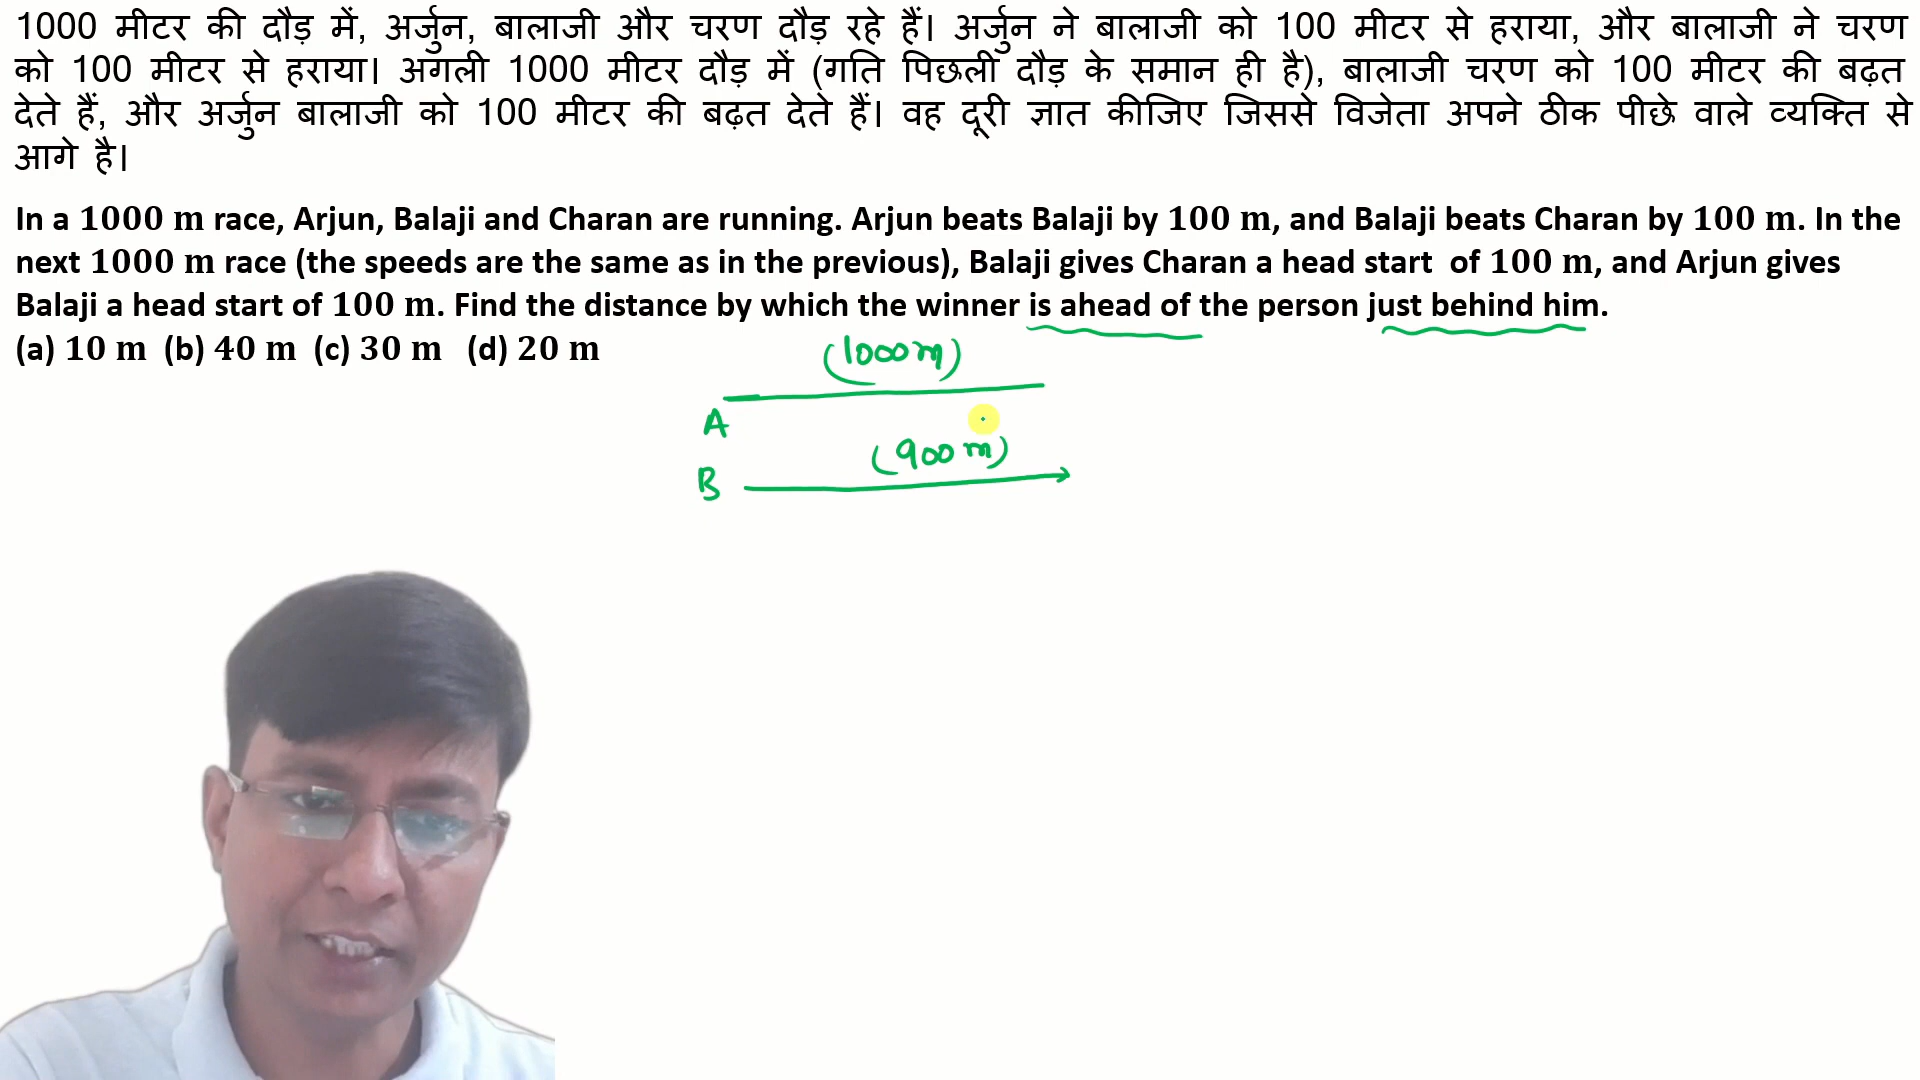 1000 मीटर की दौड़ में, अर्जुन, बालाजी और चरण दौड़ रहे हैं। अर्जुन ने बालाजी को 100 मीटर से हराया, और बालाजी ने चरण
को 100 मीटर से हराया। अगली 1000 मीटर दौड़ में (गति पिछली दौड़ के समान ही है), बालाजी चरण को 100 मीटर की बढ़त
देते हैं, और अर्जुन बालाजी को 100 मीटर की बढ़त देते हैं। वह दूरी ज्ञात कीजिए जिससे विजेता अपने ठीक पीछे वाले व्यक्ति से
आगे है।
In a 1000 m race, Arjun, Balaji and Charan are running. Arjun beats Balaji by 100 m, and Balaji beats Charan by 100 m. In the
next 1000 m race (the speeds are the same as in the previous), Balaji gives Charan a head start of 100 m, and Arjun gives
Balaji a head start of 100 m. Find the distance by which the winner is ahead of the person just behind him.
(a) 10 m (b) 40 m (c) 30 m (d) 20 m
(1000 m)
A
(900 m)
B